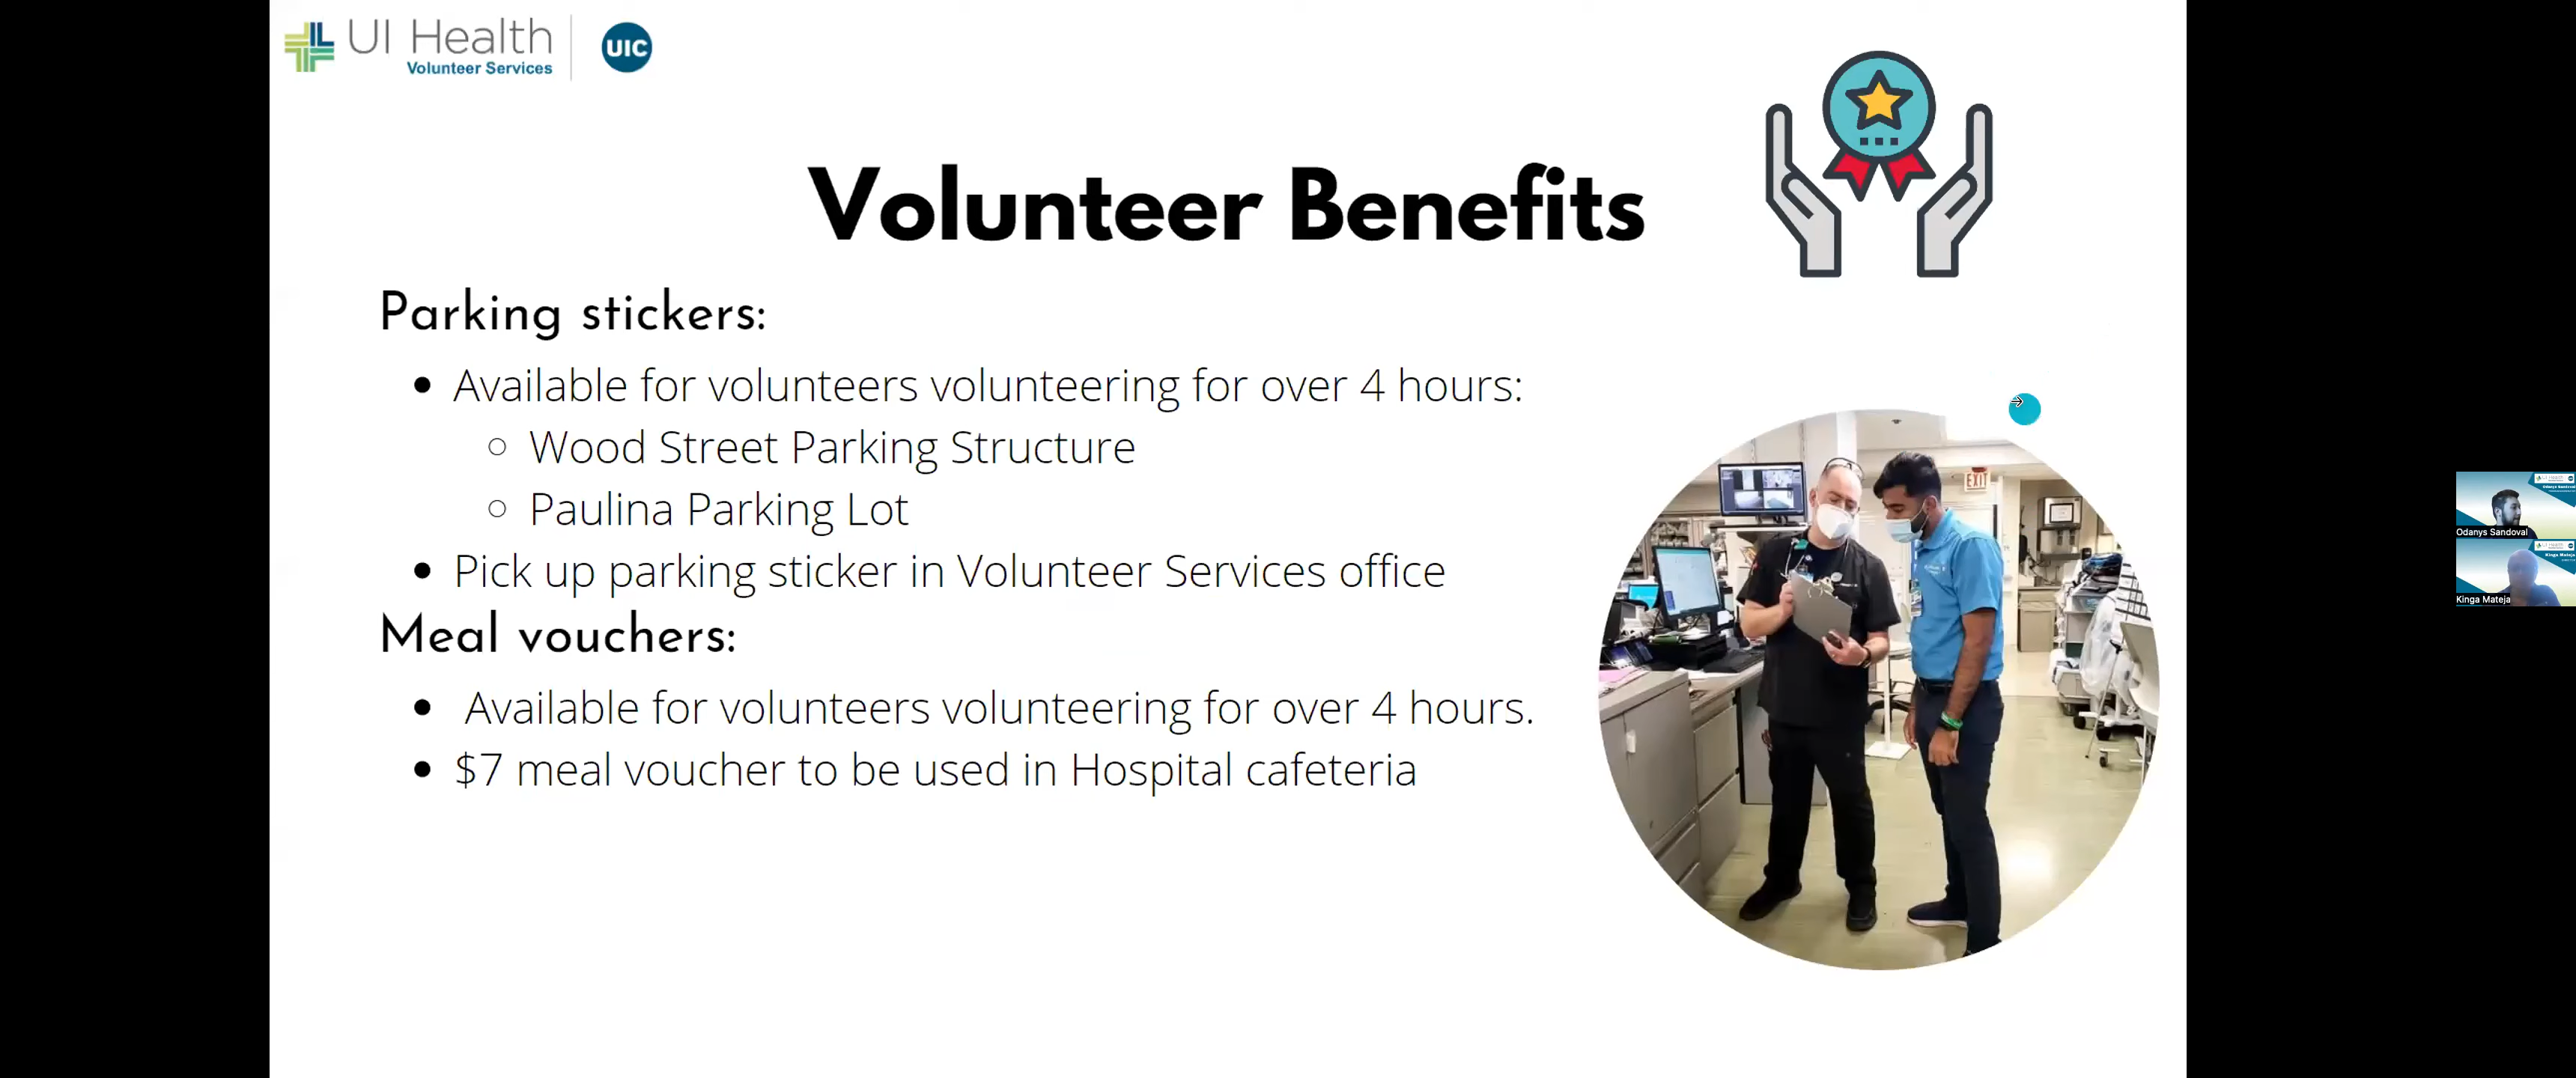 UI Health
Volunteer Services
UIC
Volunteer Benefits
Parking stickers:
• Available for volunteers volunteering for over 4 hours:
○ Wood Street Parking Structure
○ Paulina Parking Lot
• Pick up parking sticker in Volunteer Services office
Meal vouchers:
• Available for volunteers volunteering for over 4 hours.
• $7 meal voucher to be used in Hospital cafeteria
EXIT
Odanys Sandoval
Kinga Mateja